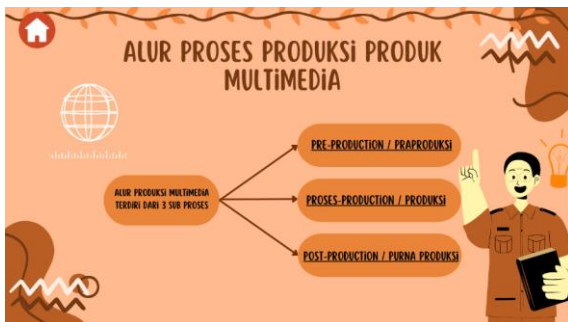 ALUR PROSES PRODUKSI PRODUK
MULTIMEDIA
PRE-PRODUCTION / PRAPRODUKSI
ALUR PRODUKSI MULTIMEDIA
TERDIRI DARI 3 SUB PROSES
PROSES-PRODUCTION / PRODUKSI
POST-PRODUCTION / PURNA PRODUKSI